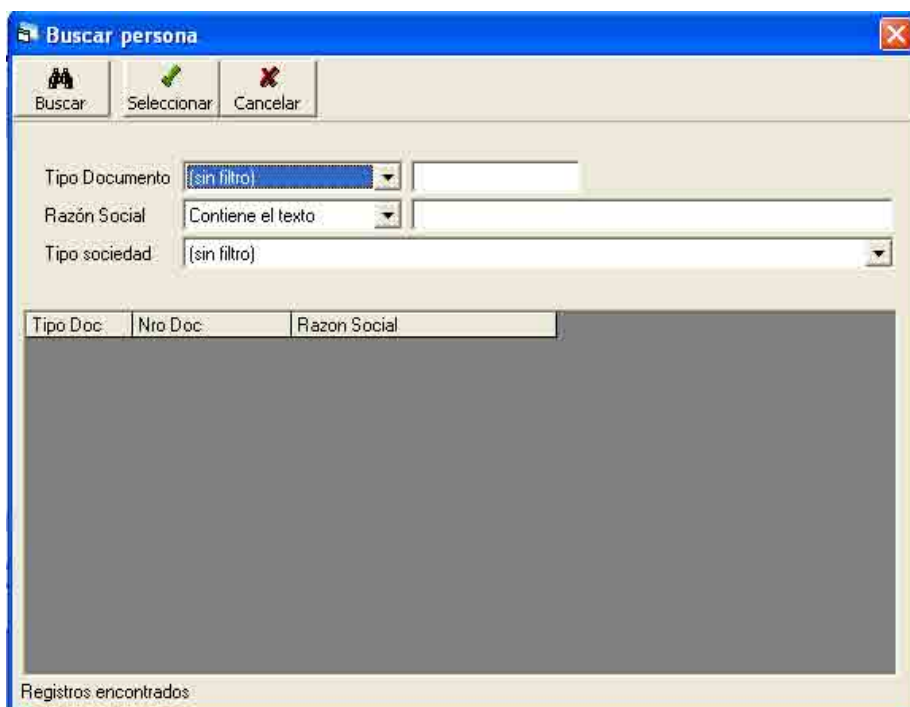 Buscar persona
Buscar Seleccionar Cancelar
Tipo Documento (sin filtro)
Razón Social Contiene el texto
Tipo sociedad (sin filtro)
Tipo Doc Nro Doc Razon Social
Registros encontrados